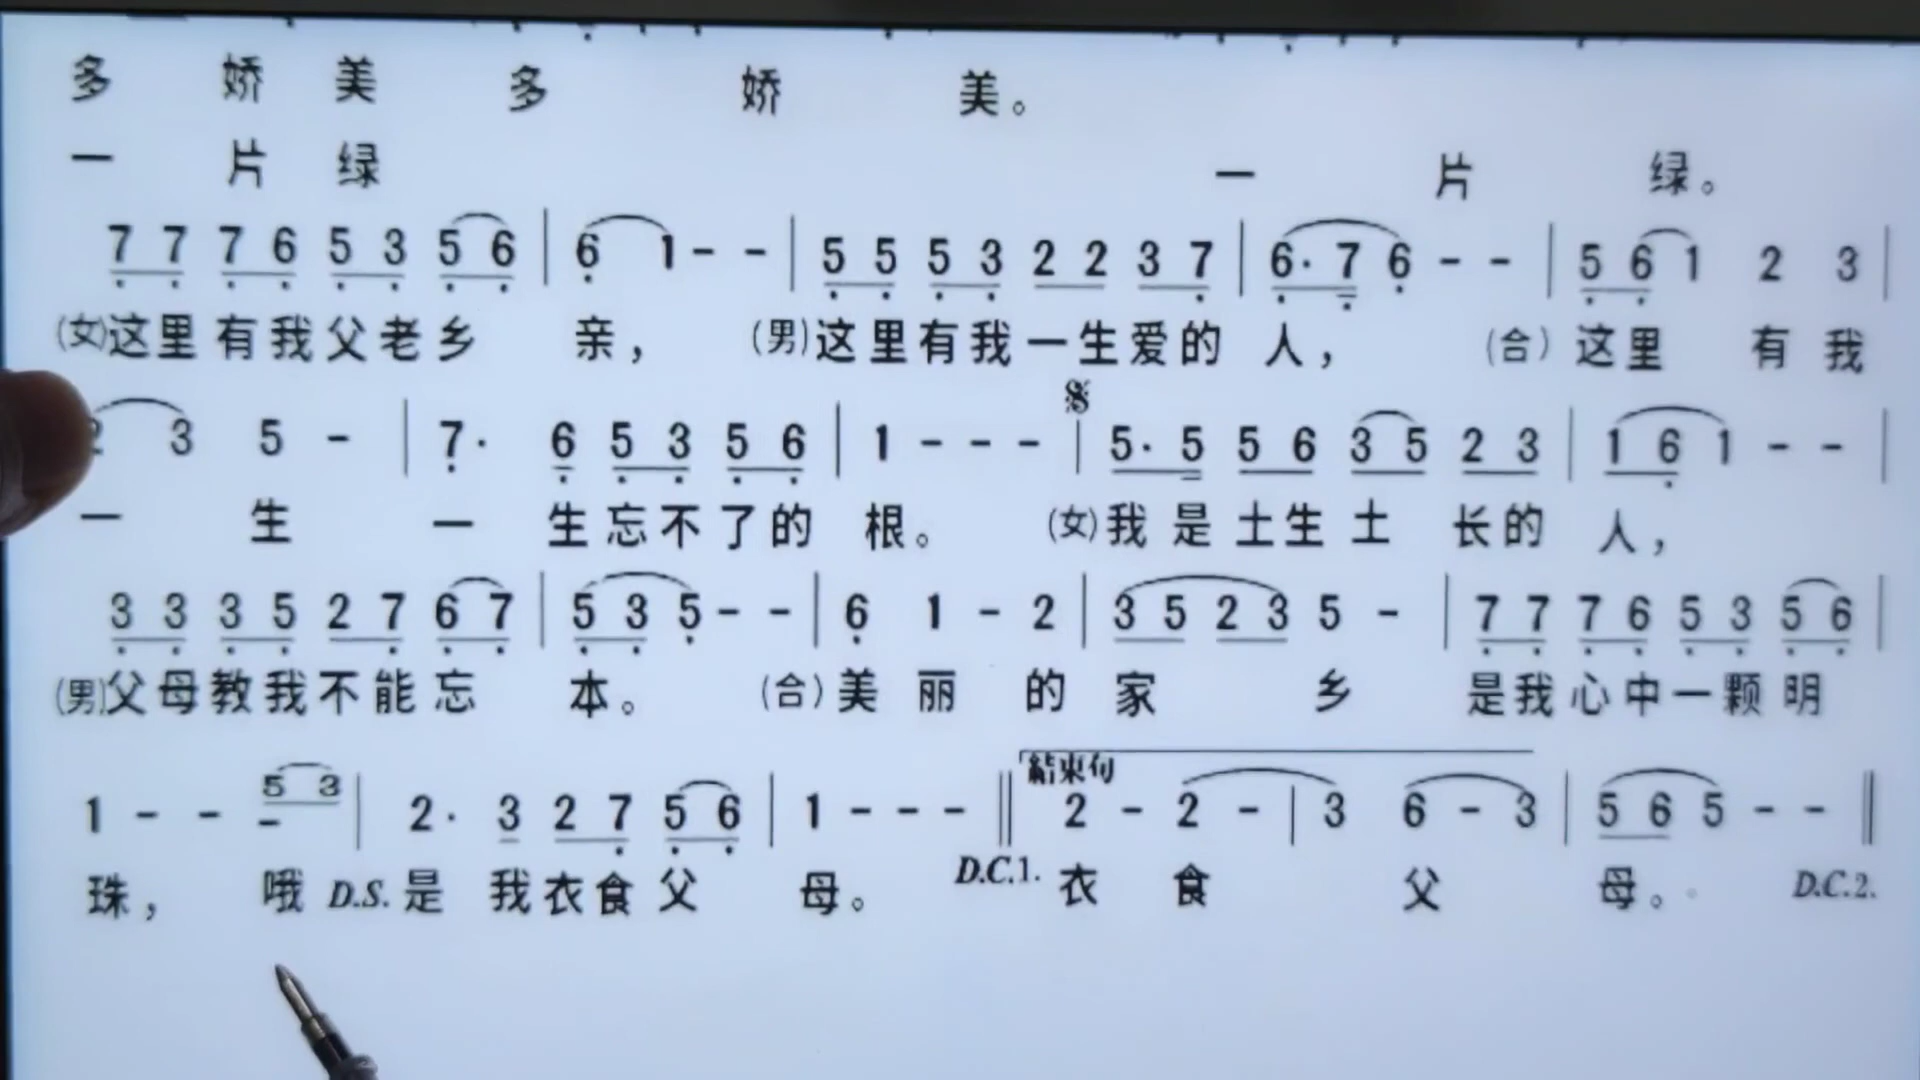 多 娇 美 多 娇 美。
一 片 绿 一 片 绿。
7 7 7 6 5 3 5 6 | 6 1 - - | 5 5 5 3 2 2 3 7 | 6· 7 6 - - | 5 6 1 2 3 |
(女)这里有我父老乡 亲， (男)这里有我一生爱的 人， (合) 这里 有 我
2 3 5 - | 7· 6 5 3 5 6 | 1 - - - | 5· 5 5 6 3 5 2 3 | 1 6 1 - - |
一 生 一 生忘不了的 根。 (女)我是土生土 长的 人，
3 3 3 5 2 7 6 7 | 5 3 5 - - | 6 1 - 2 | 3 5 2 3 5 - | 7 7 7 6 5 3 5 6 |
(男)父母教我不能忘 本。 (合)美 丽 的 家 乡 是我心中一颗明
結束句
1 - - 5 3 - | 2· 3 2 7 5 6 | 1 - - - ‖ 2 - 2 - | 3 6 - 3 | 5 6 5 - - ‖
珠， 哦 D.S. 是 我衣食父 母。 D.C.1. 衣 食 父 母。 D.C.2.